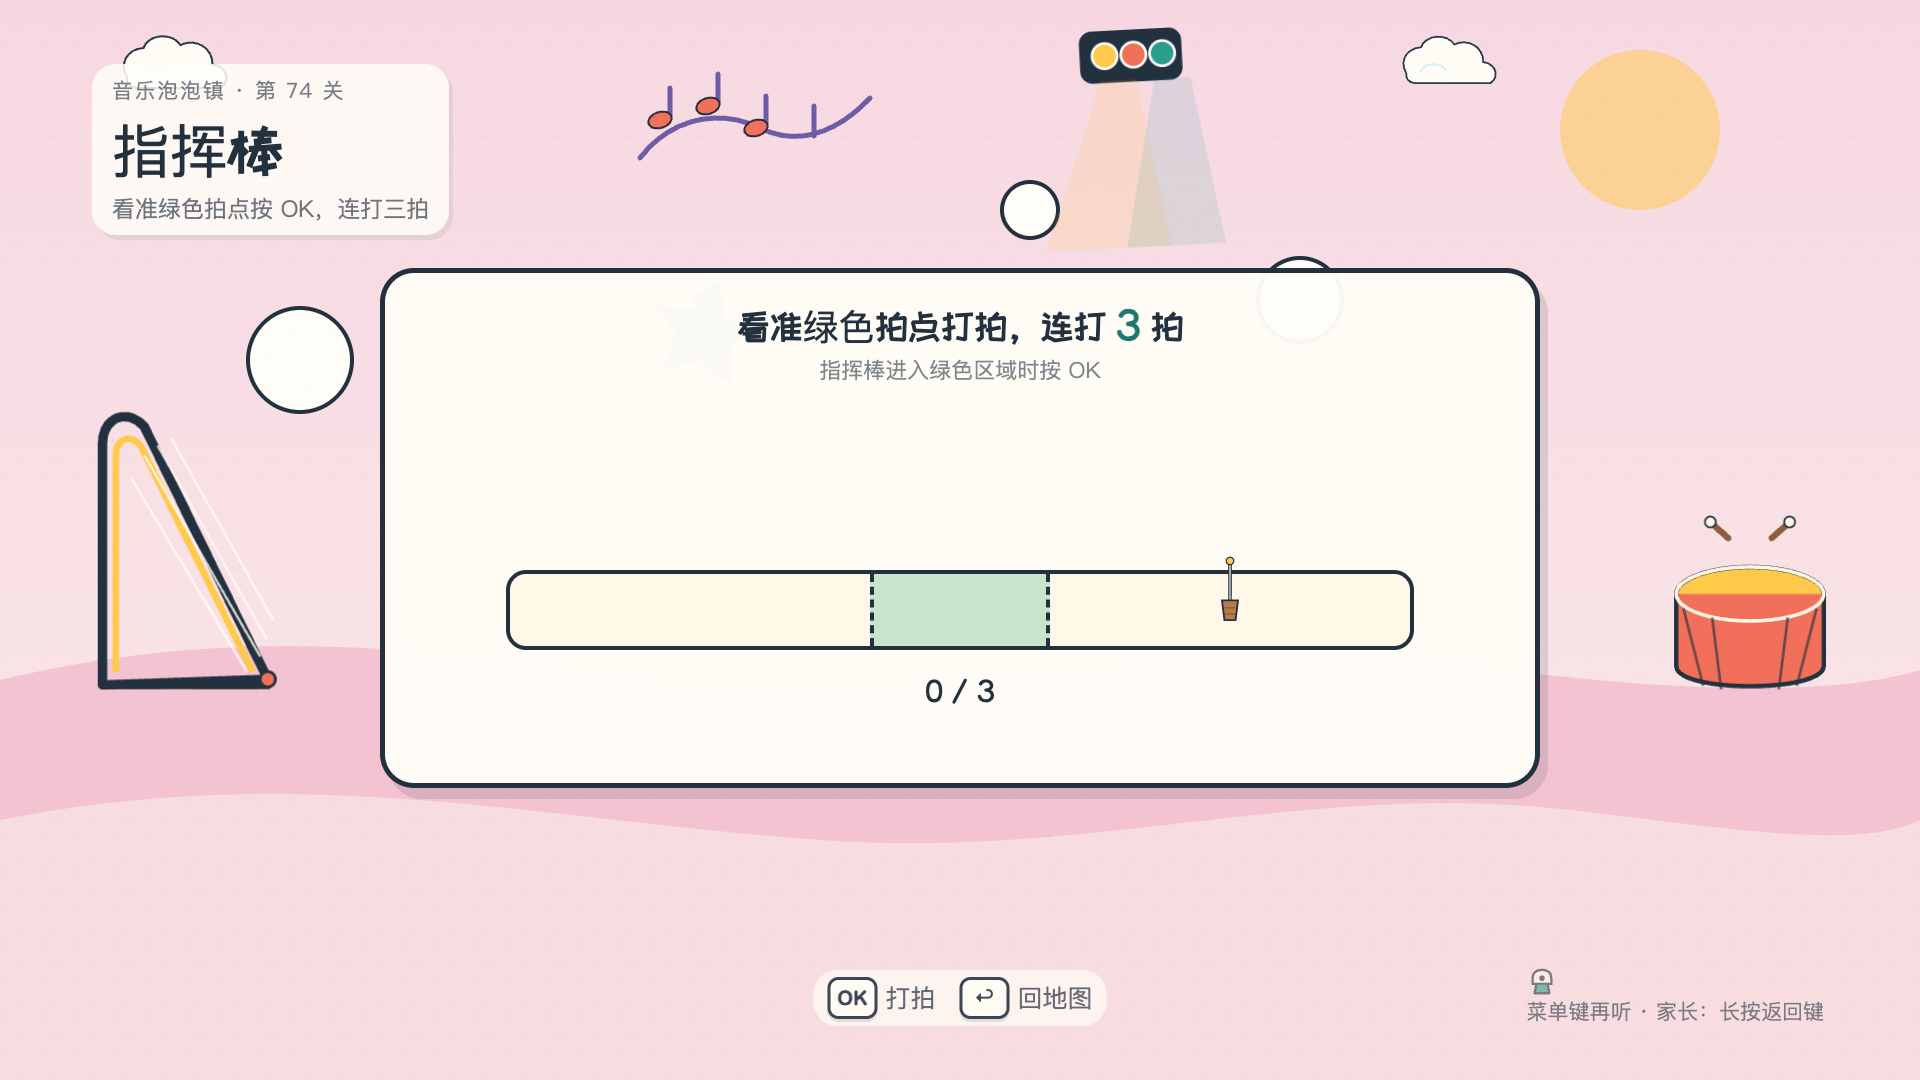 音乐泡泡镇 · 第 74 关
指挥棒
看准绿色拍点按 OK，连打三拍
看准绿色拍点打拍，连打 3 拍
指挥棒进入绿色区域时按 OK
0 / 3
OK 打拍 回地图
菜单键再听 · 家长：长按返回键